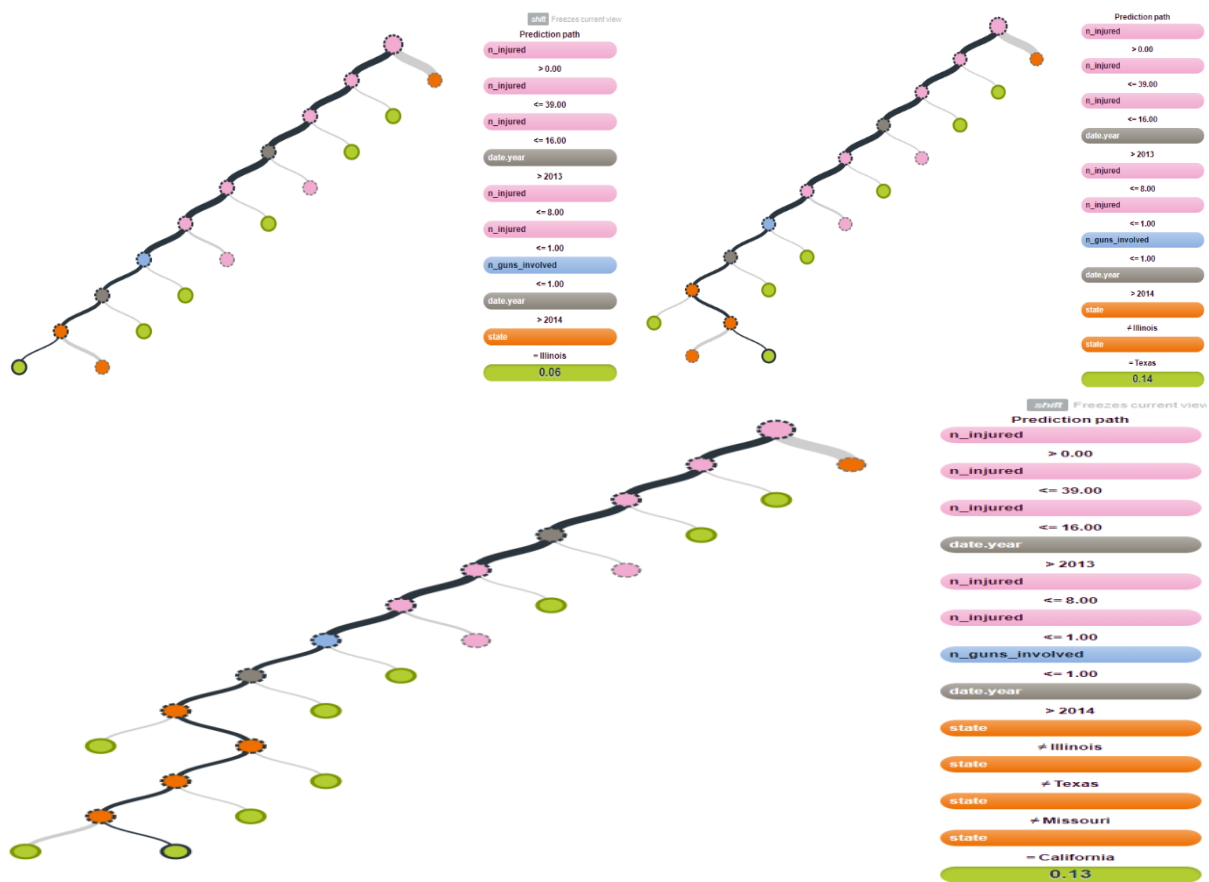 shift Freezes current view
Prediction path
n_injured
> 0.00
n_injured
<= 39.00
n_injured
<= 16.00
date.year
> 2013
n_injured
<= 8.00
n_injured
<= 1.00
n_guns_involved
<= 1.00
date.year
> 2014
state
= Illinois
0.06
Prediction path
n_injured
> 0.00
n_injured
<= 39.00
n_injured
<= 16.00
date.year
> 2013
n_injured
<= 8.00
n_injured
<= 1.00
n_guns_involved
<= 1.00
date.year
> 2014
state
≠ Illinois
state
= Texas
0.14
shift Freezes current view
Prediction path
n_injured
> 0.00
n_injured
<= 39.00
n_injured
<= 16.00
date.year
> 2013
n_injured
<= 8.00
n_injured
<= 1.00
n_guns_involved
<= 1.00
date.year
> 2014
state
≠ Illinois
state
≠ Texas
state
≠ Missouri
state
= California
0.13